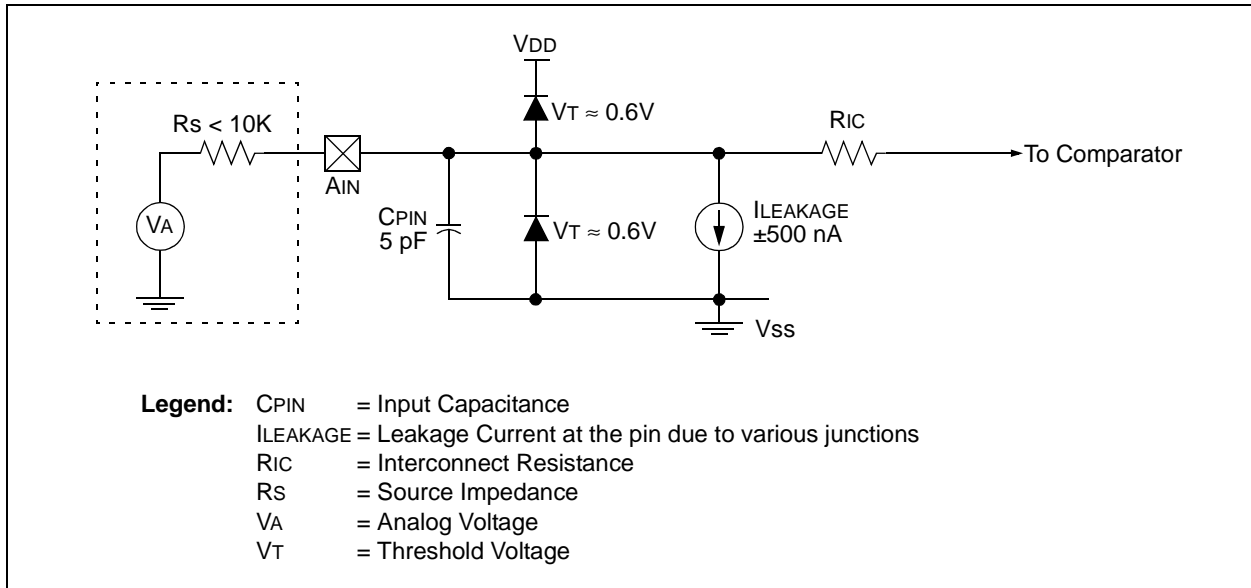 VDD
VT ≈ 0.6V
RS < 10K
RIC
To Comparator
AIN
VA
CPIN
5 pF
VT ≈ 0.6V
ILEAKAGE
±500 nA
Vss
Legend: CPIN = Input Capacitance
ILEAKAGE = Leakage Current at the pin due to various junctions
RIC = Interconnect Resistance
RS = Source Impedance
VA = Analog Voltage
VT = Threshold Voltage